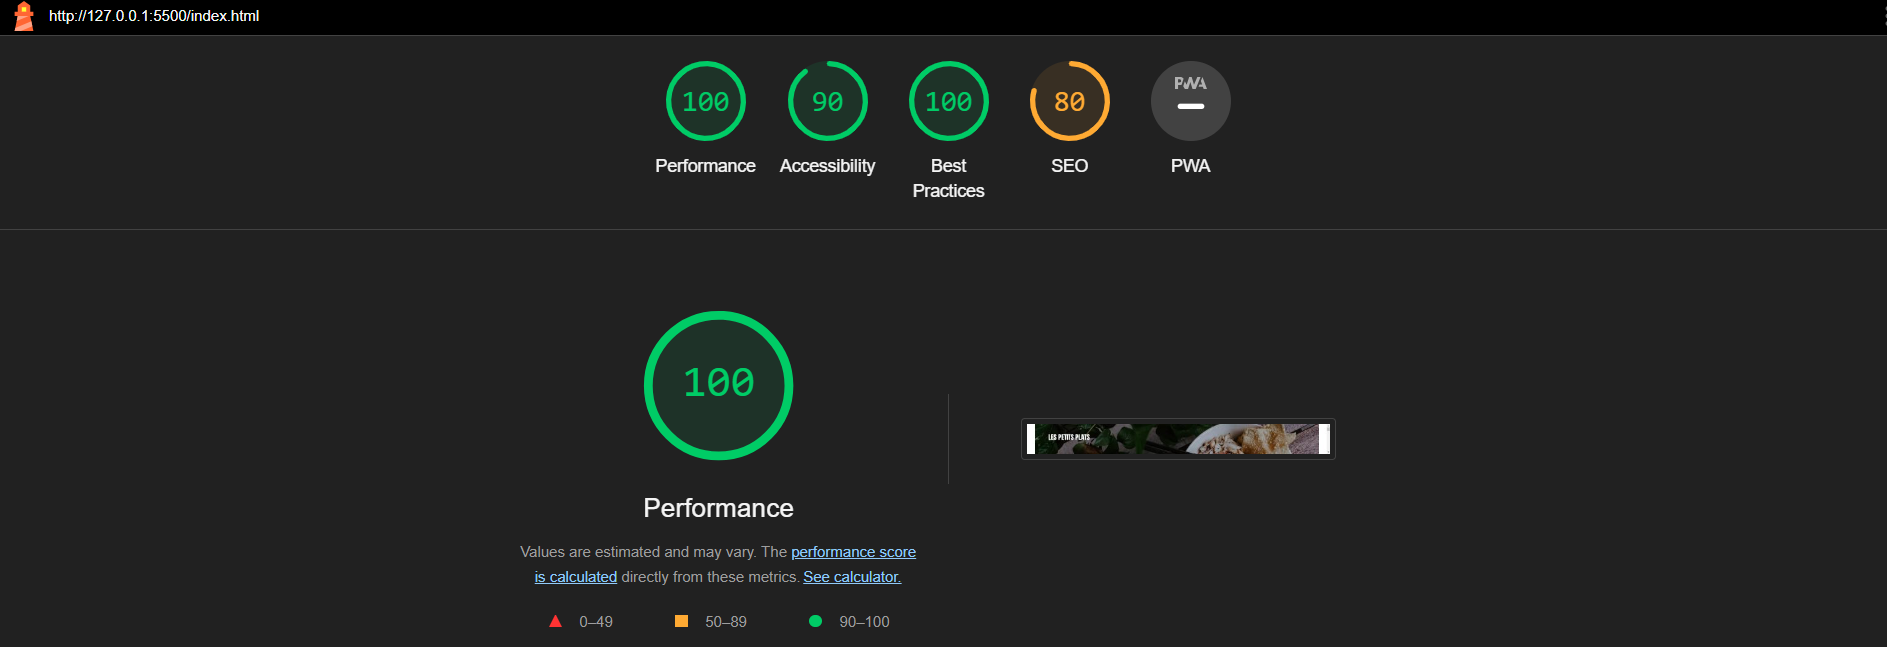 http://127.0.0.1:5500/index.html
100
90
100
80
PWA
Performance
Accessibility
Best
Practices
SEO
PWA
100
LES PETITS PLATS
Performance
Values are estimated and may vary. The performance score
is calculated directly from these metrics. See calculator.
0–49
50–89
90–100